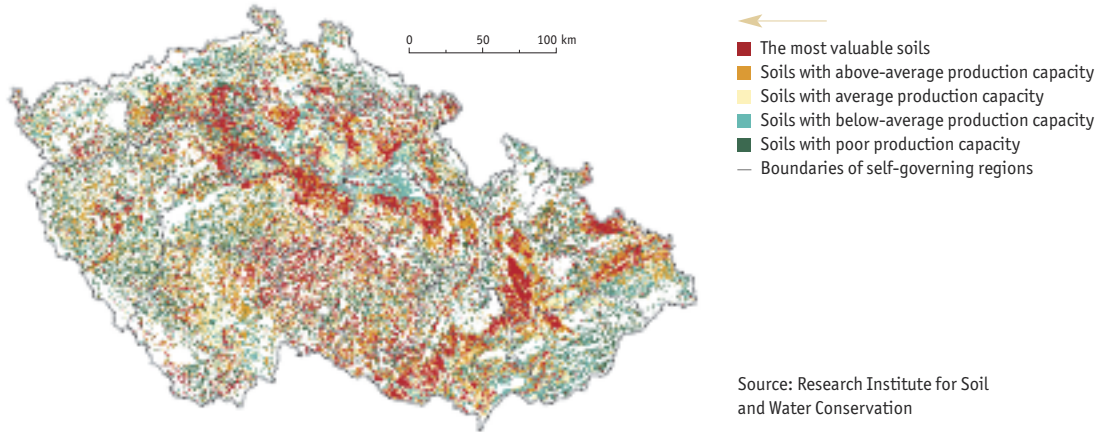 0 50 100 km
The most valuable soils
Soils with above-average production capacity
Soils with average production capacity
Soils with below-average production capacity
Soils with poor production capacity
Boundaries of self-governing regions
Source: Research Institute for Soil
and Water Conservation